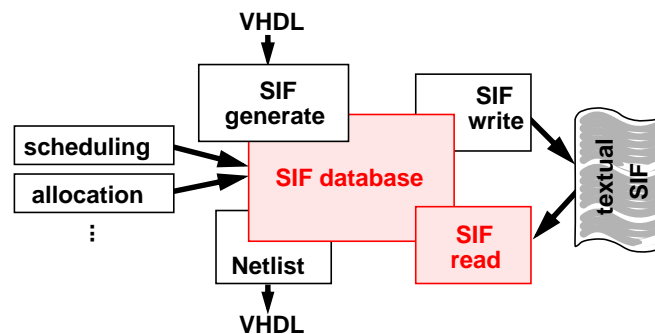 VHDL
SIF
generate
SIF
write
scheduling
allocation
...
SIF database
textual
SIF
SIF
read
Netlist
VHDL